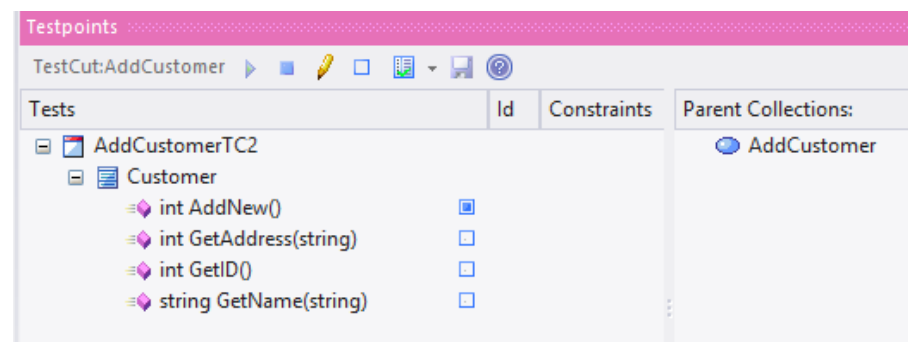 Testpoints
TestCut:AddCustomer
Tests Id Constraints Parent Collections:
AddCustomerTC2 AddCustomer
Customer
int AddNew()
int GetAddress(string)
int GetID()
string GetName(string)